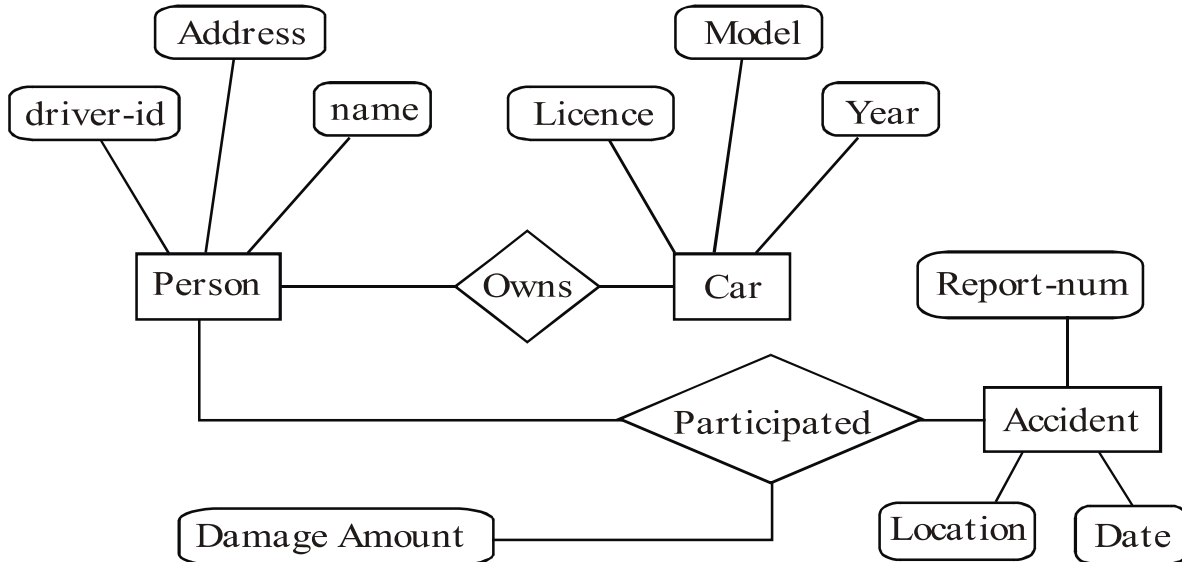 Address
Model
driver-id
name
Licence
Year
Person
Owns
Car
Report-num
Participated
Accident
Damage Amount
Location
Date